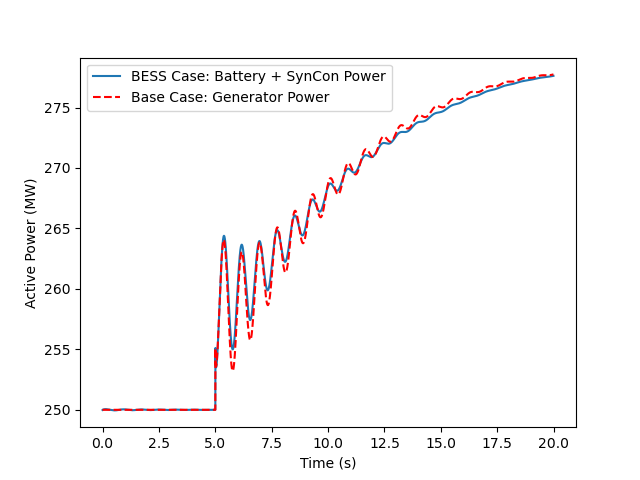 BESS Case: Battery + SynCon Power
Base Case: Generator Power
Active Power (MW)
275
270
265
260
255
250
0.0 2.5 5.0 7.5 10.0 12.5 15.0 17.5 20.0
Time (s)